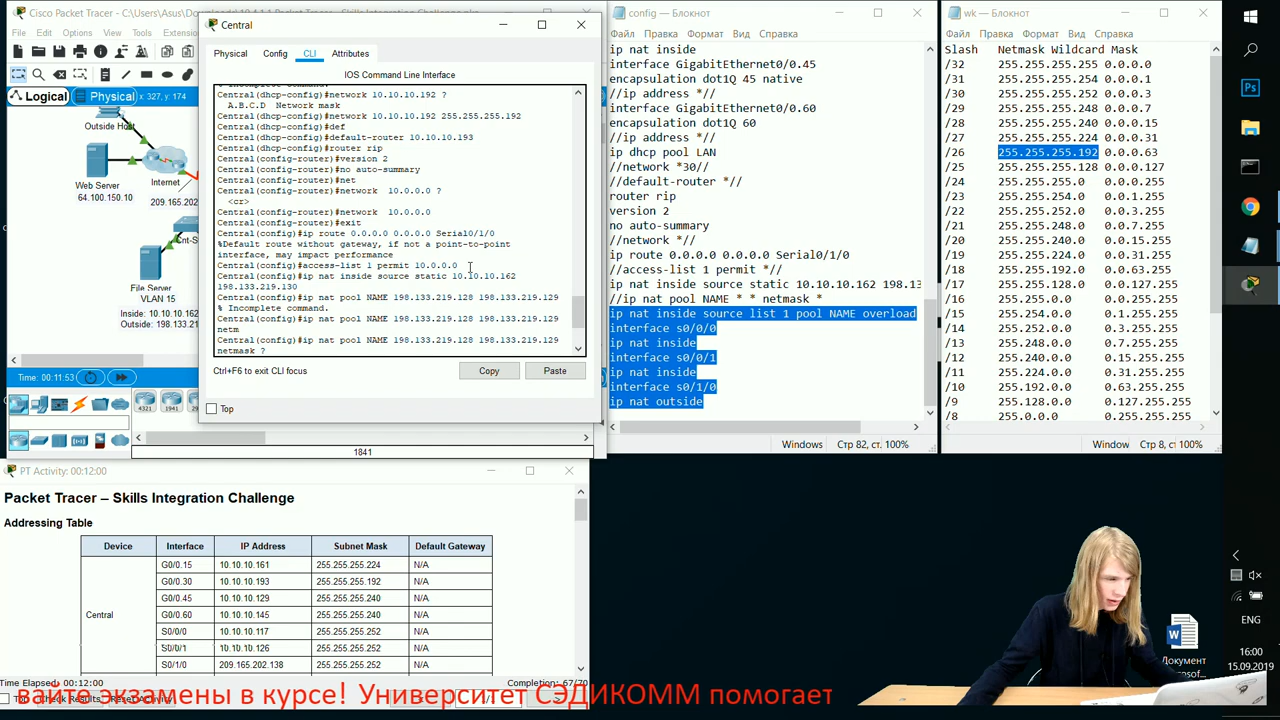 Cisco Packet Tracer - C:\Users\Asus\Downloads\10.4.1.1 Packet Tracer - Skills Integration Challenge.pka
File Edit Options View Tools
Logical
Physical
x: 327, y: 174
Outside Host
Web Server
64.100.150.10
Internet
209.165.202
Cnt-S
File Server
VLAN 15
Inside: 10.10.10.162
Outside: 198.133.21
Time: 00:11:53
4321
1941
1841
Central
Physical
Config
CLI
Attributes
IOS Command Line Interface
% Incomplete command.
Central(dhcp-config)#network 10.10.10.192 ?
A.B.C.D Network mask
Central(dhcp-config)#network 10.10.10.192 255.255.255.192
Central(dhcp-config)#def
Central(dhcp-config)#default-router 10.10.10.193
Central(dhcp-config)#router rip
Central(config-router)#version 2
Central(config-router)#no auto-summary
Central(config-router)#net
Central(config-router)#network 10.0.0.0 ?
<cr>
Central(config-router)#network 10.0.0.0
Central(config-router)#exit
Central(config)#ip route 0.0.0.0 0.0.0.0 Serial0/1/0
%Default route without gateway, if not a point-to-point
interface, may impact performance
Central(config)#access-list 1 permit 10.0.0.0
Central(config)#ip nat inside source static 10.10.10.162
198.133.219.130
Central(config)#ip nat pool NAME 198.133.219.128 198.133.219.129
% Incomplete command.
Central(config)#ip nat pool NAME 198.133.219.128 198.133.219.129
netm
Central(config)#ip nat pool NAME 198.133.219.128 198.133.219.129
netmask ?
Ctrl+F6 to exit CLI focus
Copy
Paste
Top
config — Блокнот
Файл Правка Формат Вид Справка
ip nat inside
interface GigabitEthernet0/0.45
encapsulation dot1Q 45 native
//ip address *//
interface GigabitEthernet0/0.60
encapsulation dot1Q 60
//ip address *//
ip dhcp pool LAN
//network *30//
//default-router *//
router rip
version 2
no auto-summary
//network *//
ip route 0.0.0.0 0.0.0.0 Serial0/1/0
//access-list 1 permit *//
ip nat inside source static 10.10.10.162 198.13
//ip nat pool NAME * * netmask *
ip nat inside source list 1 pool NAME overload
interface s0/0/0
ip nat inside
interface s0/0/1
ip nat inside
interface s0/1/0
ip nat outside
Windows
Стр 82, ст. 100%
wk — Блокнот
Файл Правка Формат Вид Справка
Slash Netmask Wildcard Mask
/32 255.255.255.255 0.0.0.0
/31 255.255.255.254 0.0.0.1
/30 255.255.255.252 0.0.0.3
/29 255.255.255.248 0.0.0.7
/28 255.255.255.240 0.0.0.15
/27 255.255.255.224 0.0.0.31
/26 255.255.255.192 0.0.0.63
/25 255.255.255.128 0.0.0.127
/24 255.255.255.0 0.0.0.255
/23 255.255.254.0 0.0.1.255
/22 255.255.252.0 0.0.3.255
/21 255.255.248.0 0.0.7.255
/20 255.255.240.0 0.0.15.255
/19 255.255.224.0 0.0.31.255
/18 255.255.192.0 0.0.63.255
/17 255.255.128.0 0.0.127.255
/16 255.255.0.0 0.0.255.255
/15 255.254.0.0 0.1.255.255
/14 255.252.0.0 0.3.255.255
/13 255.248.0.0 0.7.255.255
/12 255.240.0.0 0.15.255.255
/11 255.224.0.0 0.31.255.255
/10 255.192.0.0 0.63.255.255
/9 255.128.0.0 0.127.255.255
/8 255.0.0.0 0.255.255.255
Window
Стр 8, ст. 100%
PT Activity: 00:12:00
Packet Tracer – Skills Integration Challenge
Addressing Table
Device Interface IP Address Subnet Mask Default Gateway
Central
G0/0.15 10.10.10.161 255.255.255.224 N/A
G0/0.30 10.10.10.193 255.255.255.192 N/A
G0/0.45 10.10.10.129 255.255.255.240 N/A
G0/0.60 10.10.10.145 255.255.255.240 N/A
S0/0/0 10.10.10.117 255.255.255.252 N/A
S0/0/1 10.10.10.126 255.255.255.252 N/A
S0/1/0 209.165.202.138 255.255.255.252 N/A
Time Elapsed: 00:12:00
Completion: 67/70
Top
Check Results
Reset Activity
вайте экзамены в курсе! Университет СЭДИКОММ помогает
Ps
Документ
ENG
16:00
15.09.2019